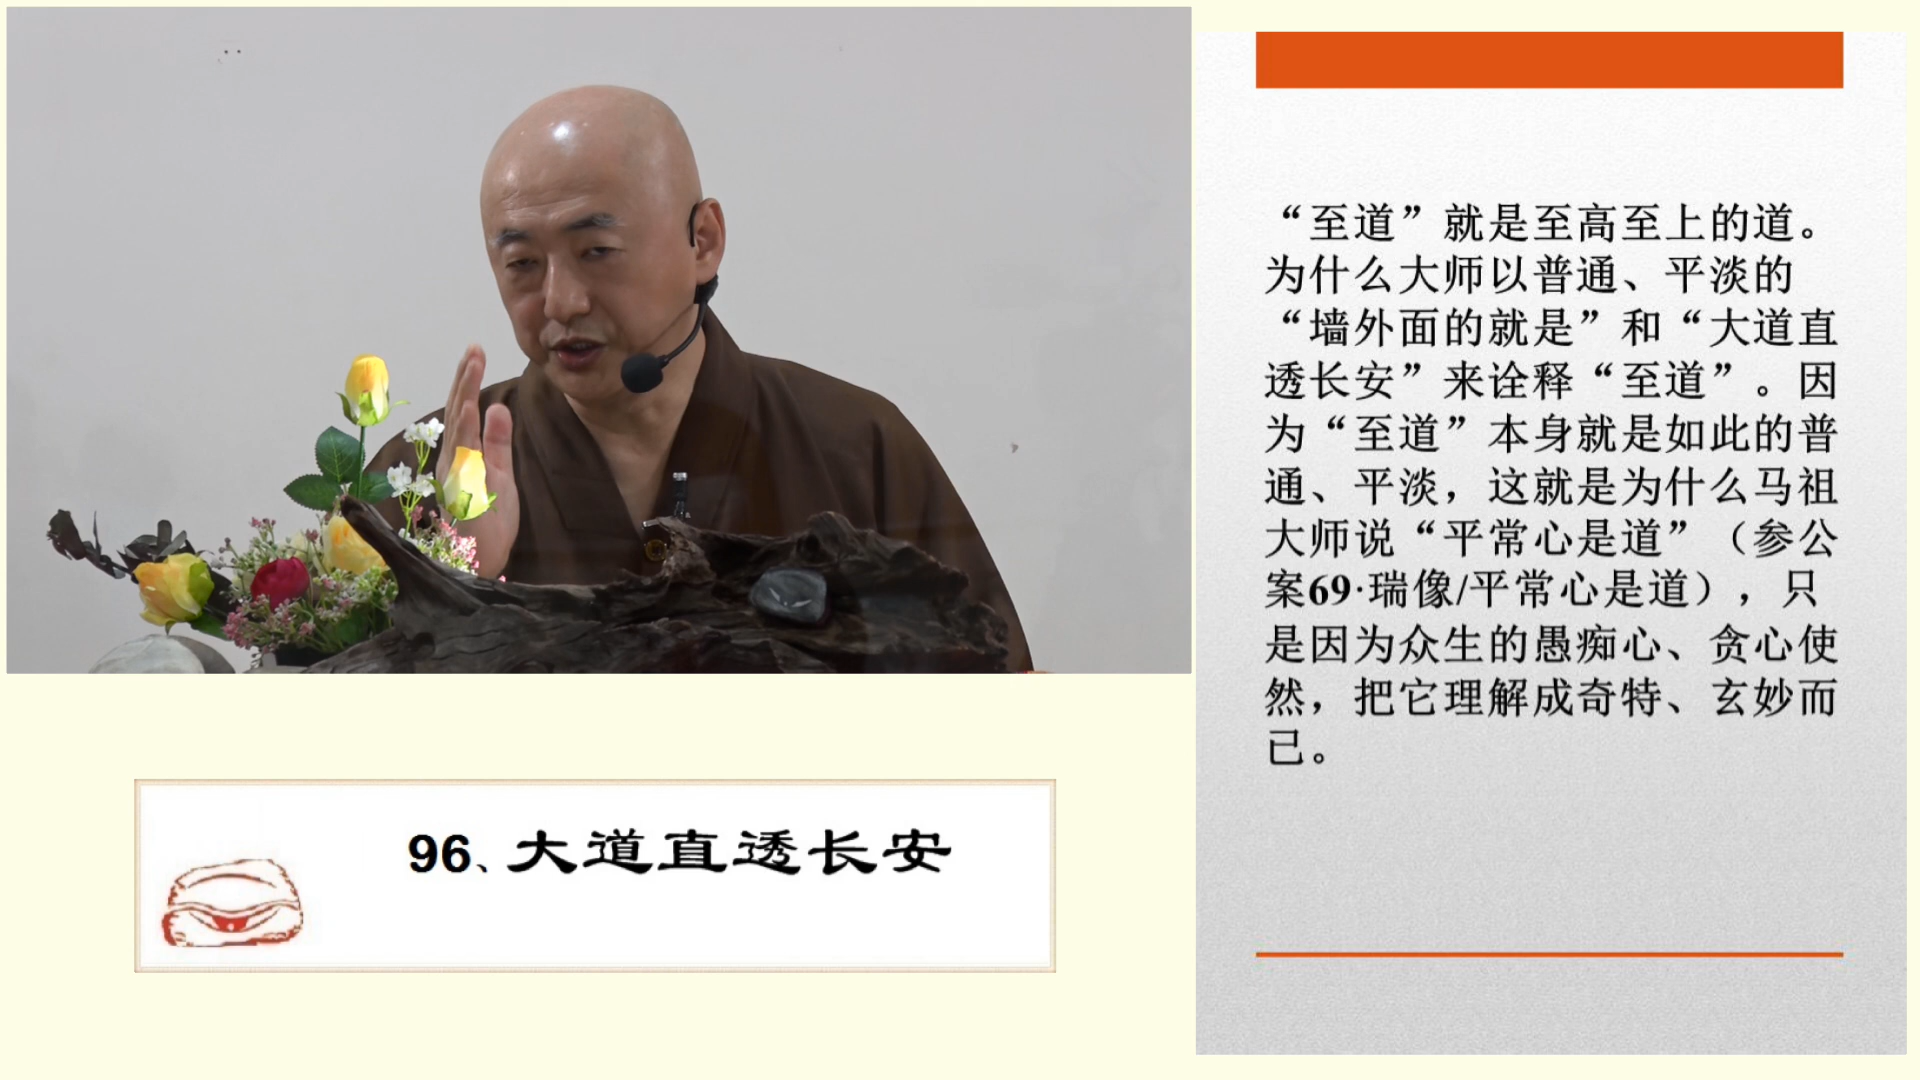 “至道”就是至高至上的道。
为什么大师以普通、平淡的
“墙外面的就是”和“大道直
透长安”来诠释“至道”。因
为“至道”本身就是如此的普
通、平淡，这就是为什么马祖
大师说“平常心是道”（参公
案69·瑞像/平常心是道），只
是因为众生的愚痴心、贪心使
然，把它理解成奇特、玄妙而
已。
96、大道直透长安